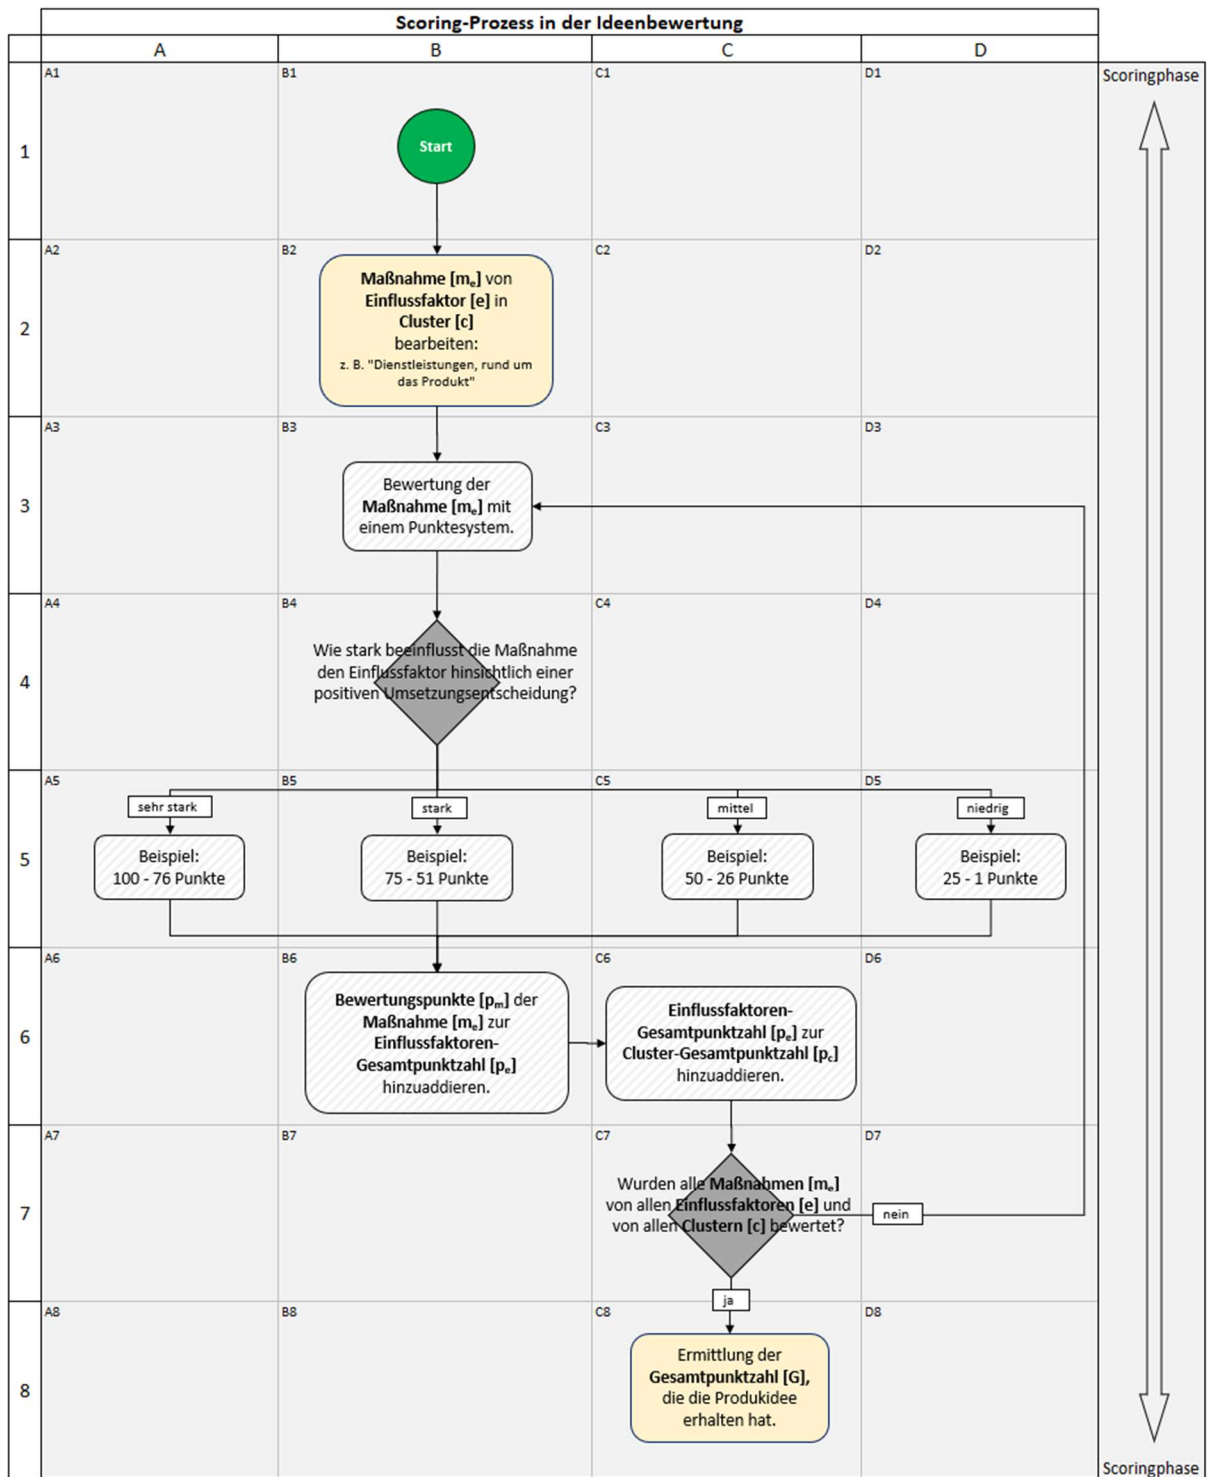 Scoring-Prozess in der Ideenbewertung
A B C D
A1 B1 C1 D1
Scoringphase
1
Start
A2 B2 C2 D2
2
Maßnahme [mₑ] von
Einflussfaktor [e] in
Cluster [c]
bearbeiten:
z. B. "Dienstleistungen, rund um
das Produkt"
A3 B3 C3 D3
3
Bewertung der
Maßnahme [mₑ] mit
einem Punktesystem.
A4 B4 C4 D4
4
Wie stark beeinflusst die Maßnahme
den Einflussfaktor hinsichtlich einer
positiven Umsetzungsentscheidung?
A5 B5 C5 D5
sehr stark stark mittel niedrig
5
Beispiel: Beispiel: Beispiel: Beispiel:
100 - 76 Punkte 75 - 51 Punkte 50 - 26 Punkte 25 - 1 Punkte
A6 B6 C6 D6
6
Bewertungspunkte [pₘ] der
Maßnahme [mₑ] zur
Einflussfaktoren-
Gesamtpunktzahl [pₑ]
hinzuaddieren.
Einflussfaktoren-
Gesamtpunktzahl [pₑ] zur
Cluster-Gesamtpunktzahl [p꜀]
hinzuaddieren.
A7 B7 C7 D7
7
Wurden alle Maßnahmen [mₑ]
von allen Einflussfaktoren [e] und
von allen Clustern [c] bewertet?
nein
ja
A8 B8 C8 D8
8
Ermittlung der
Gesamtpunktzahl [G],
die die Produkidee
erhalten hat.
Scoringphase